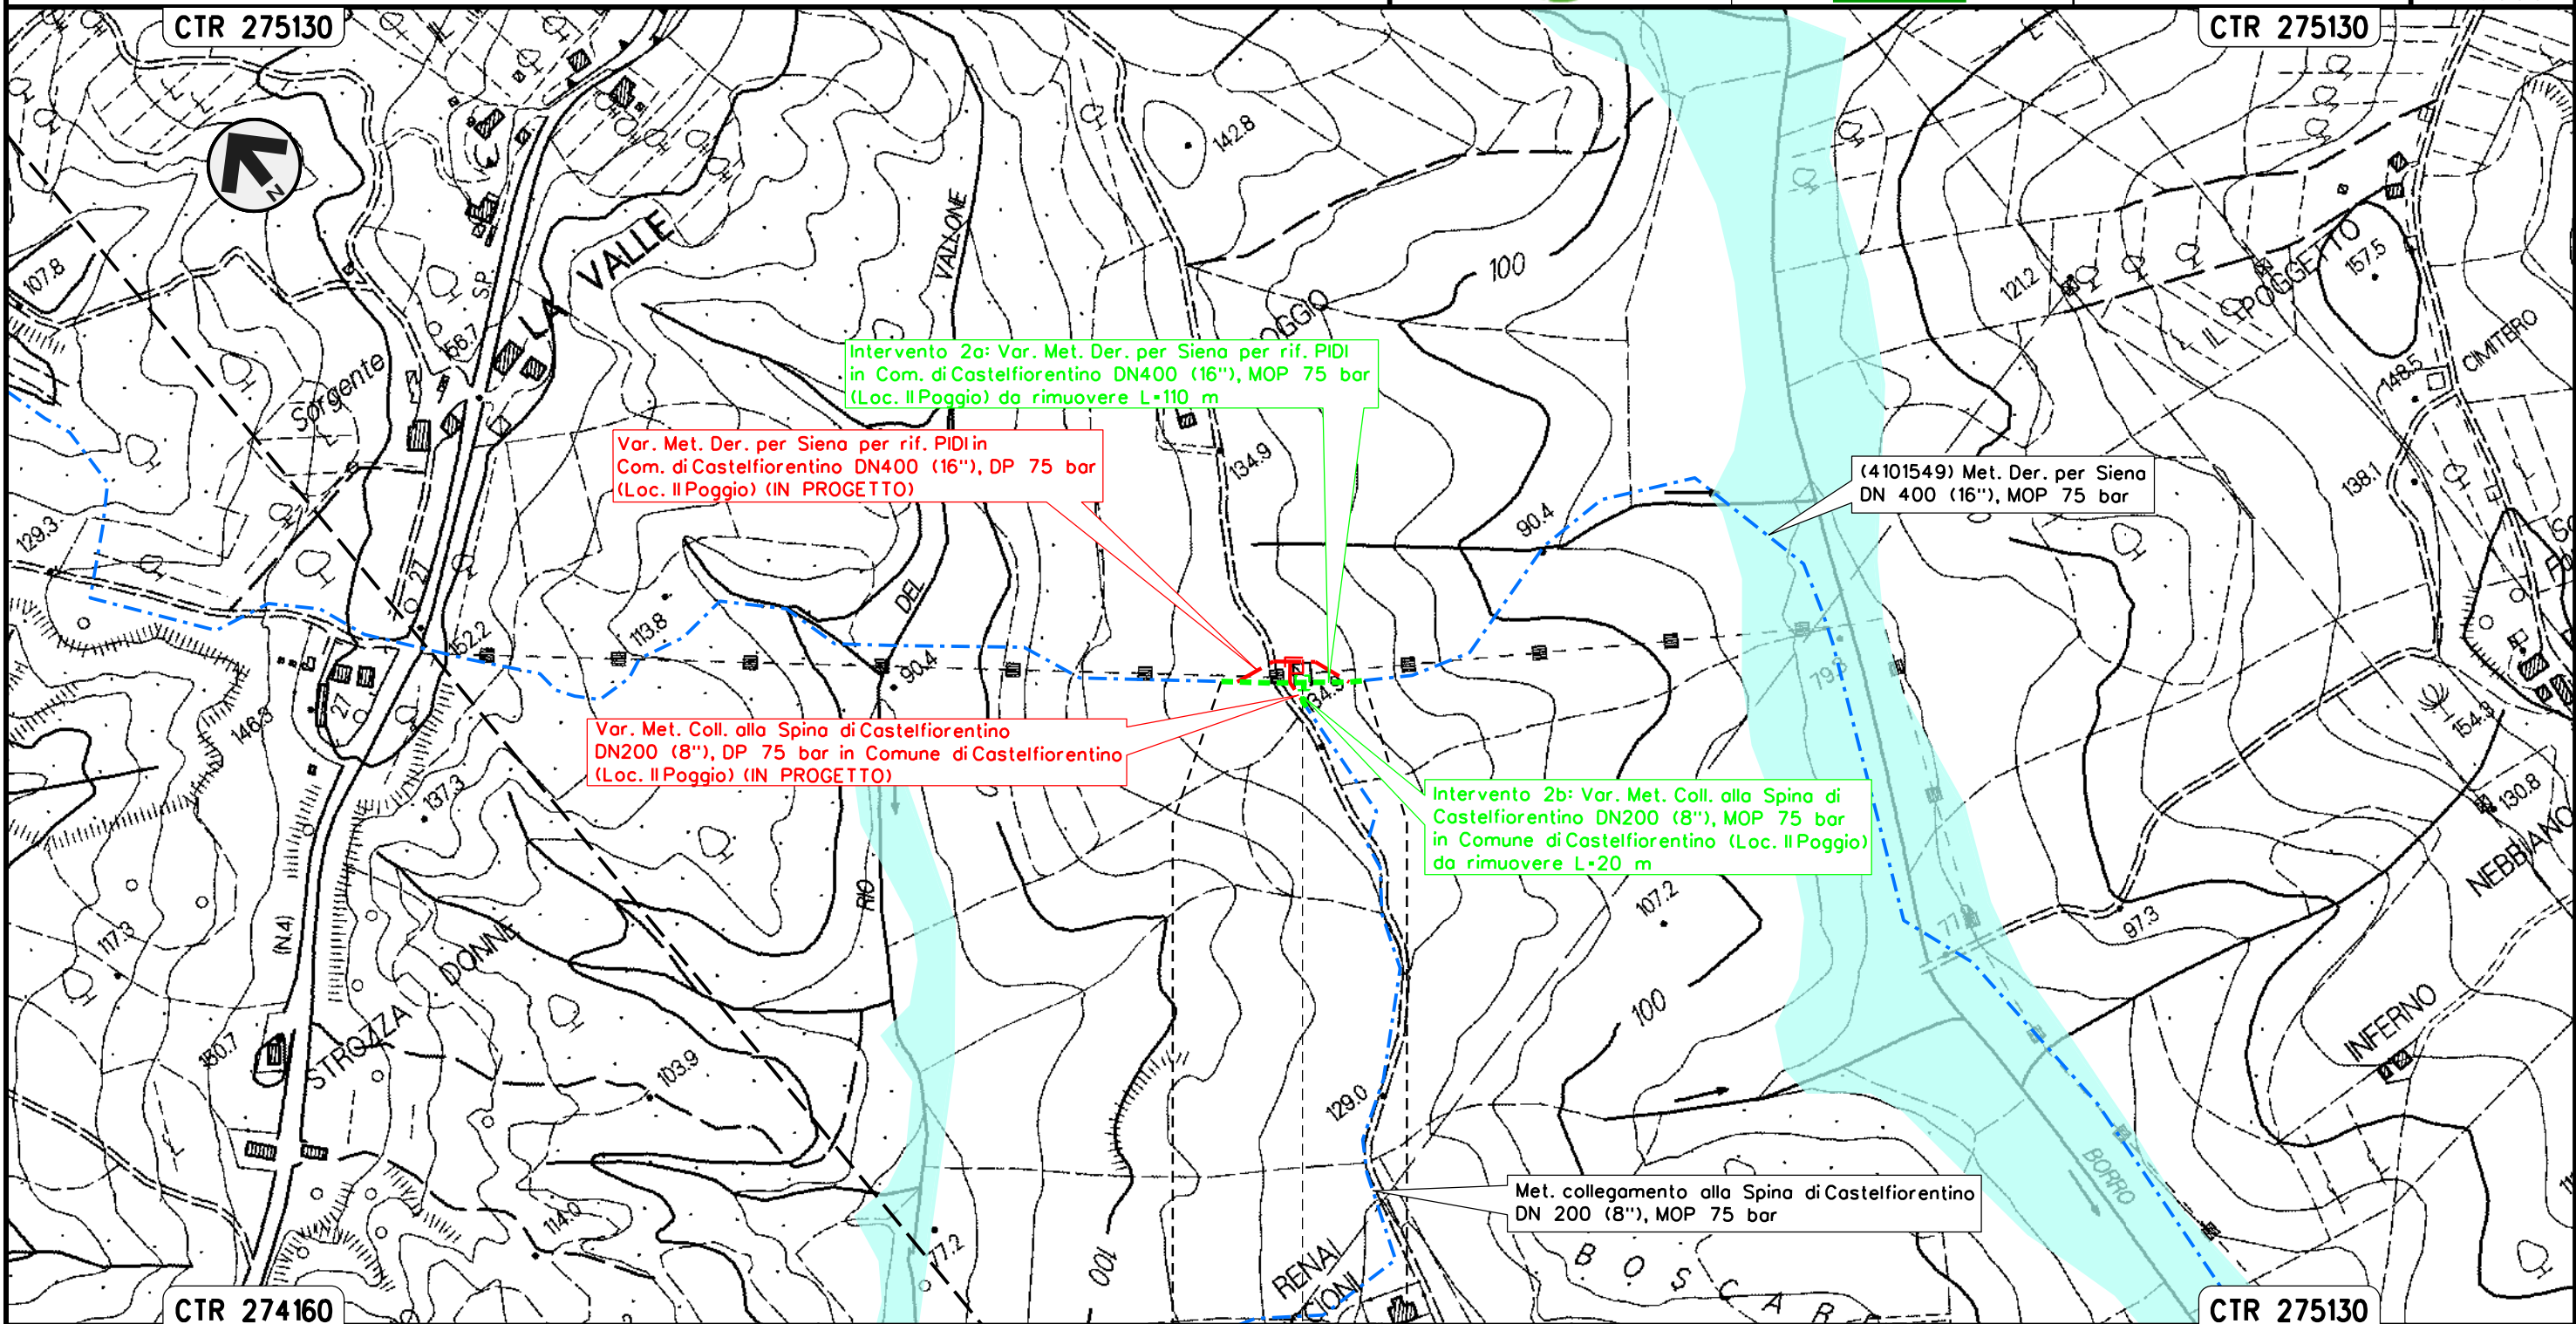 CTR 275130
CTR 275130
N
142.8
VALLONE
LA VALLE
S.P.
107.8
100
121.2
IL POGGETTO
157.5
CIMITERO
148.5
138.1
Sorgente
Intervento 2a: Var. Met. Der. per Siena per rif. PIDI
in Com. di Castelfiorentino DN400 (16"), MOP 75 bar
(Loc. Il Poggio) da rimuovere L=110 m
Var. Met. Der. per Siena per rif. PIDI in
Com. di Castelfiorentino DN400 (16"), DP 75 bar
(Loc. Il Poggio) (IN PROGETTO)
134.9
(4101549) Met. Der. per Siena
DN 400 (16"), MOP 75 bar
129.3
90.4
27
DEL
113.8
152.2
90.4
79.8
27
146.3
154.3
Var. Met. Coll. alla Spina di Castelfiorentino
DN200 (8"), DP 75 bar in Comune di Castelfiorentino
(Loc. Il Poggio) (IN PROGETTO)
137.3
Intervento 2b: Var. Met. Coll. alla Spina di
Castelfiorentino DN200 (8"), MOP 75 bar
in Comune di Castelfiorentino (Loc. Il Poggio)
da rimuovere L=20 m
130.8
NEBBIANO
RIO
107.2
97.3
117.3
(N.4)
STROZZA DONNE
100
INFERNO
103.9
129.0
BORRO
Met. collegamento alla Spina di Castelfiorentino
DN 200 (8"), MOP 75 bar
114.0
77.2
100
RENAI
CIONI
BOSCAR
CTR 274160
CTR 275130